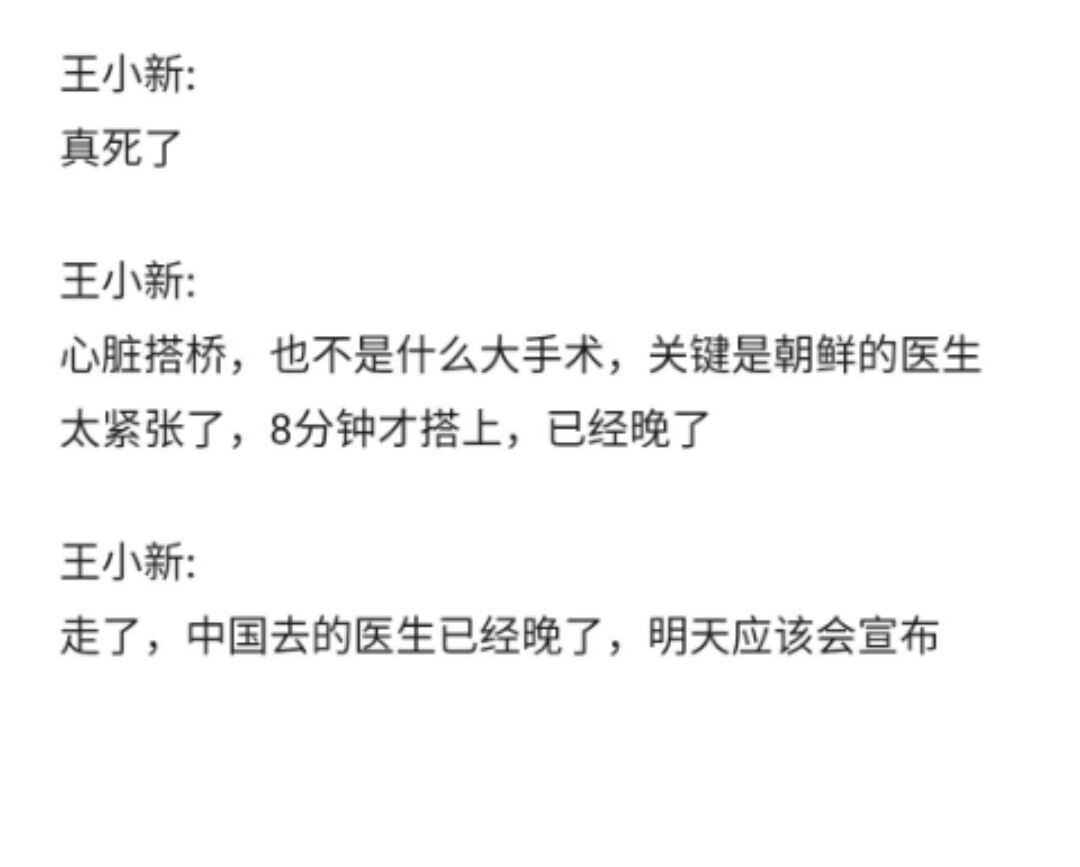 王小新:
真死了
王小新:
心脏搭桥，也不是什么大手术，关键是朝鲜的医生
太紧张了，8分钟才搭上，已经晚了
王小新:
走了，中国去的医生已经晚了，明天应该会宣布